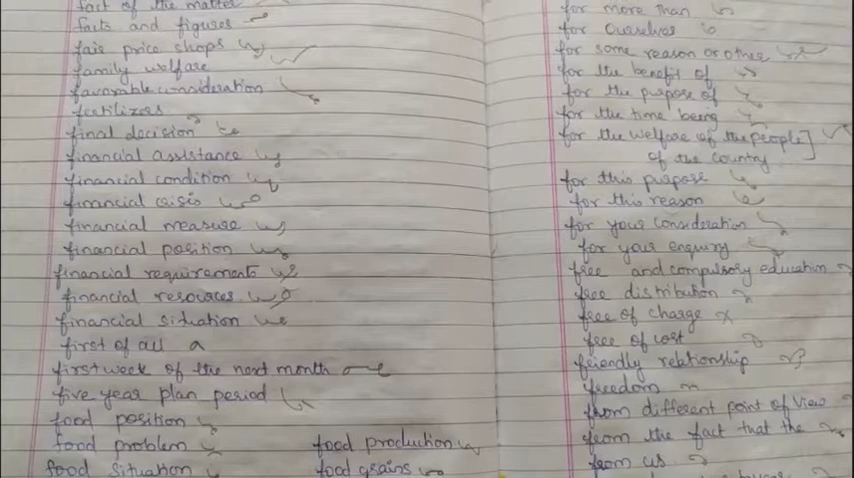 fact of the matter
facts and figures
fair price shops
family welfare
favorable consideration
fertilizers
final decision
financial assistance
financial condition
financial crisis
financial measure
financial position
financial requirements
financial resources
financial situation
first of all
first week of the next month
five year plan period
food position
food problem food production
food situation food grains
for more than
for ourselves
for some reason or other
for the benefit of
for the purpose of
for the time being
for the welfare of the people]
of the country
for this purpose
for this reason
for your consideration
for your enquiry
free and compulsory education
free distribution
free of charge
free of cost
friendly relationship
freedom
from different point of view
from the fact that the
from us